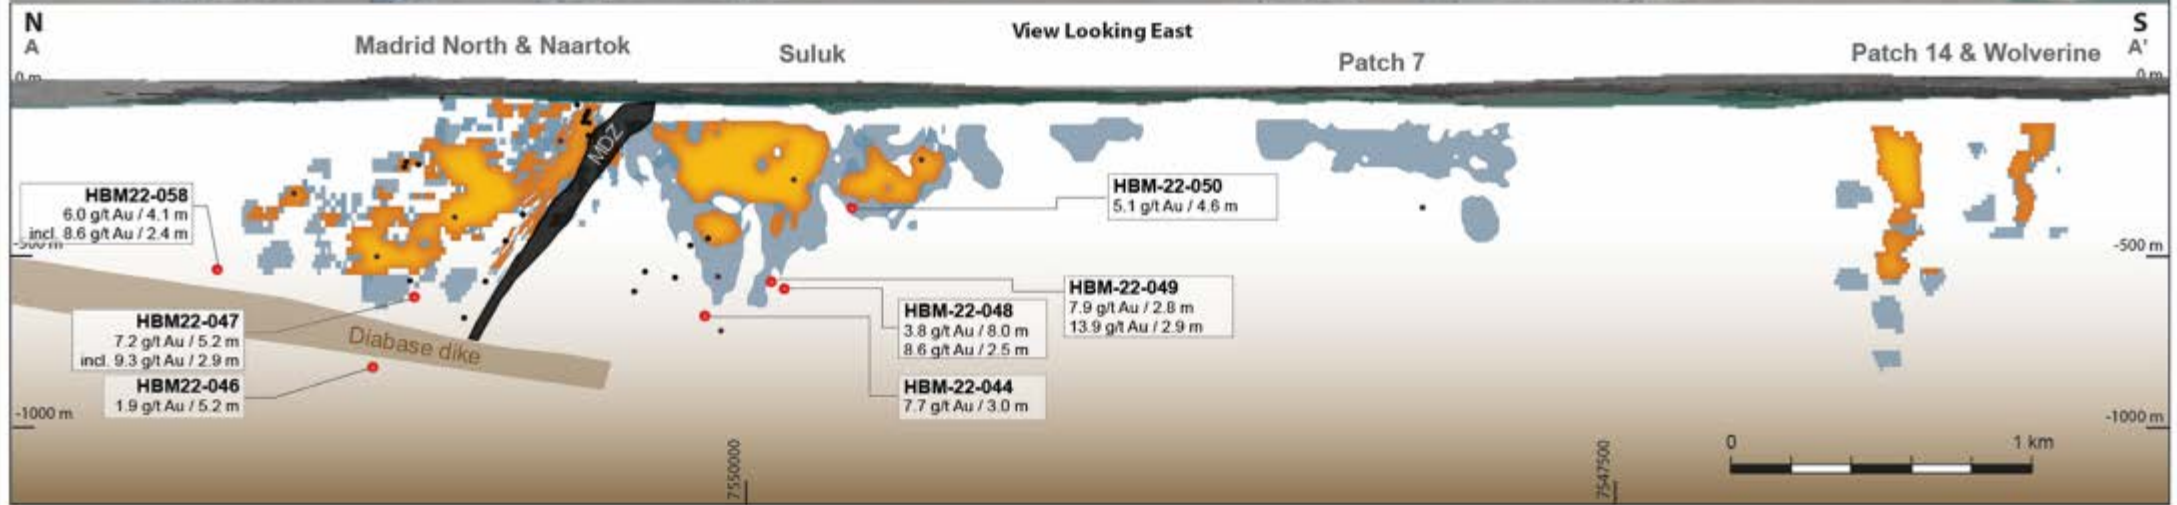 N
A
View Looking East
S
A'
Madrid North & Naartok
Suluk
Patch 7
Patch 14 & Wolverine
0 m
0 m
MDZ
HBM22-058
6.0 g/t Au / 4.1 m
incl. 8.6 g/t Au / 2.4 m
-500 m
HBM-22-050
5.1 g/t Au / 4.6 m
-500 m
HBM22-047
7.2 g/t Au / 5.2 m
incl. 9.3 g/t Au / 2.9 m
Diabase dike
HBM-22-049
7.9 g/t Au / 2.8 m
13.9 g/t Au / 2.9 m
HBM-22-048
3.8 g/t Au / 8.0 m
8.6 g/t Au / 2.5 m
HBM22-046
1.9 g/t Au / 5.2 m
HBM-22-044
7.7 g/t Au / 3.0 m
-1000 m
-1000 m
7550000
7547500
0
1 km